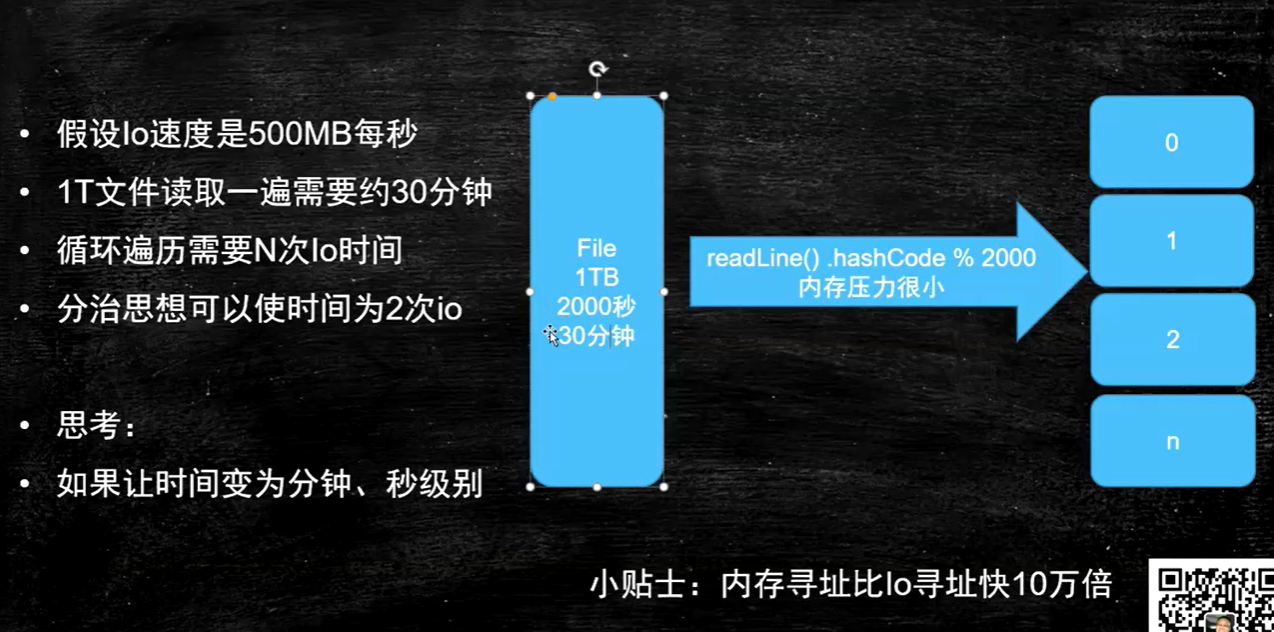 假设Io速度是500MB每秒
1T文件读取一遍需要约30分钟
循环遍历需要N次Io时间
分治思想可以使时间为2次io
思考：
如果让时间变为分钟、秒级别
File
1TB
2000秒
30分钟
readLine() .hashCode % 2000
内存压力很小
0
1
2
n
小贴士：内存寻址比Io寻址快10万倍